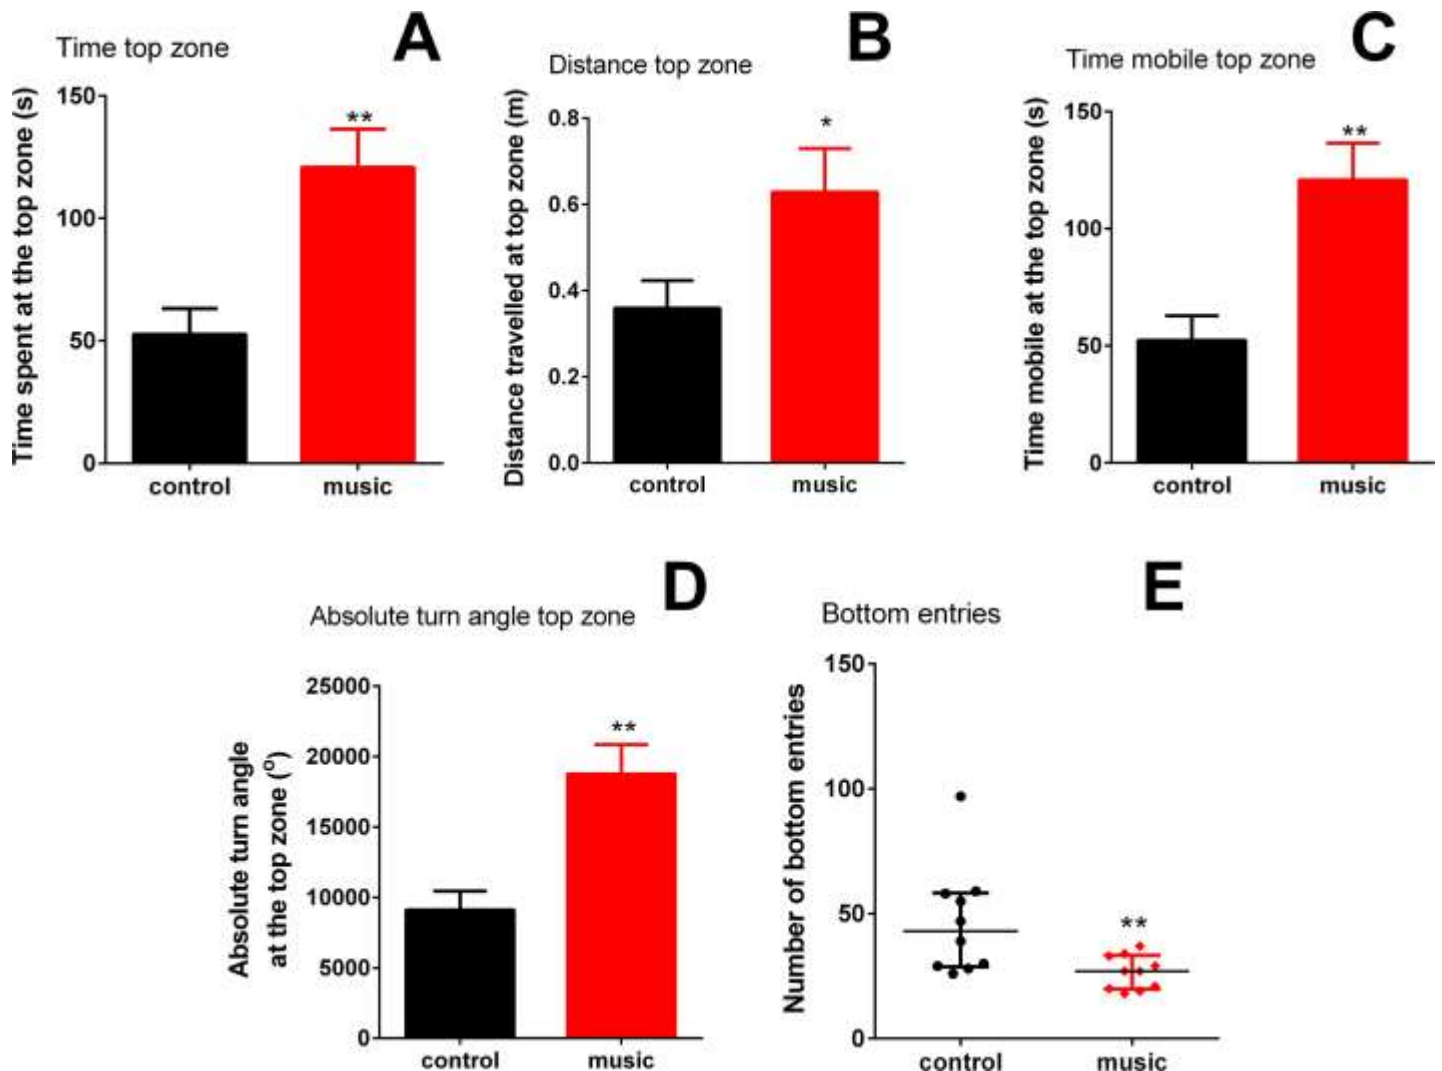 A
Time top zone
Time spent at the top zone (s)
150
**
100
50
0
control music
B
Distance top zone
Distance travelled at top zone (m)
0.8
*
0.6
0.4
0.2
0.0
control music
C
Time mobile top zone
Time mobile at the top zone (s)
150
**
100
50
0
control music
D
Absolute turn angle top zone
Absolute turn angle
at the top zone (º)
25000
**
20000
15000
10000
5000
0
control music
E
Bottom entries
Number of bottom entries
150
100
50
**
0
control music